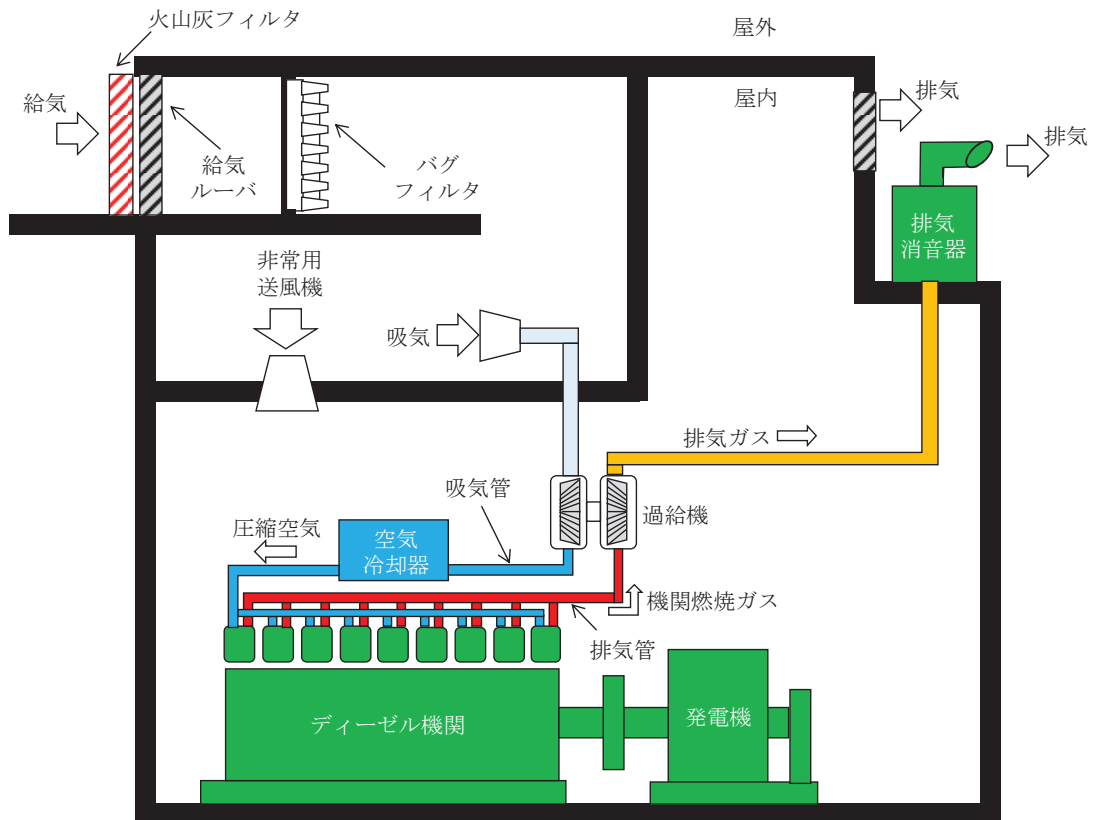 火山灰フィルタ
屋外
給気
屋内
排気
排気
給気
ルーバ
バグ
フィルタ
排気
消音器
非常用
送風機
吸気
排気ガス
吸気管
過給機
圧縮空気
空気
冷却器
機関燃焼ガス
排気管
ディーゼル機関
発電機